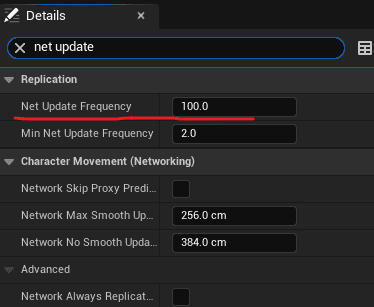 Details
net update
Replication
Net Update Frequency 100.0
Min Net Update Frequency 2.0
Character Movement (Networking)
Network Skip Proxy Predi...
Network Max Smooth Up... 256.0 cm
Network No Smooth Upda... 384.0 cm
Advanced
Network Always Replicat...